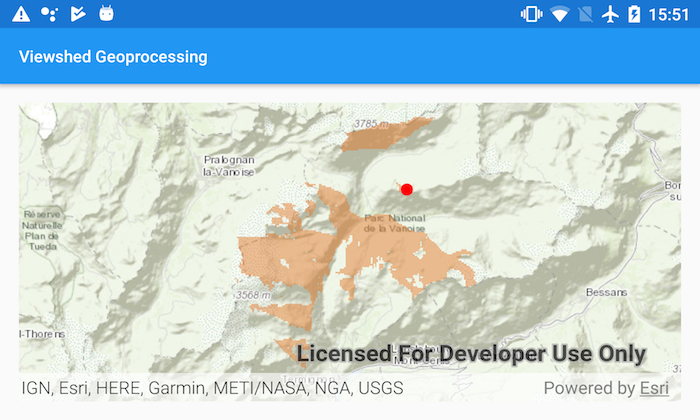 15:51
Viewshed Geoprocessing
3785 m
Pralognan
la-Vanoise
Parc National
de la Vanoise
Réserve
Naturelle
Plan de
Tueda
3568 m
Bessans
l-Thorens
Licensed For Developer Use Only
IGN, Esri, HERE, Garmin, METI/NASA, NGA, USGS
Powered by Esri